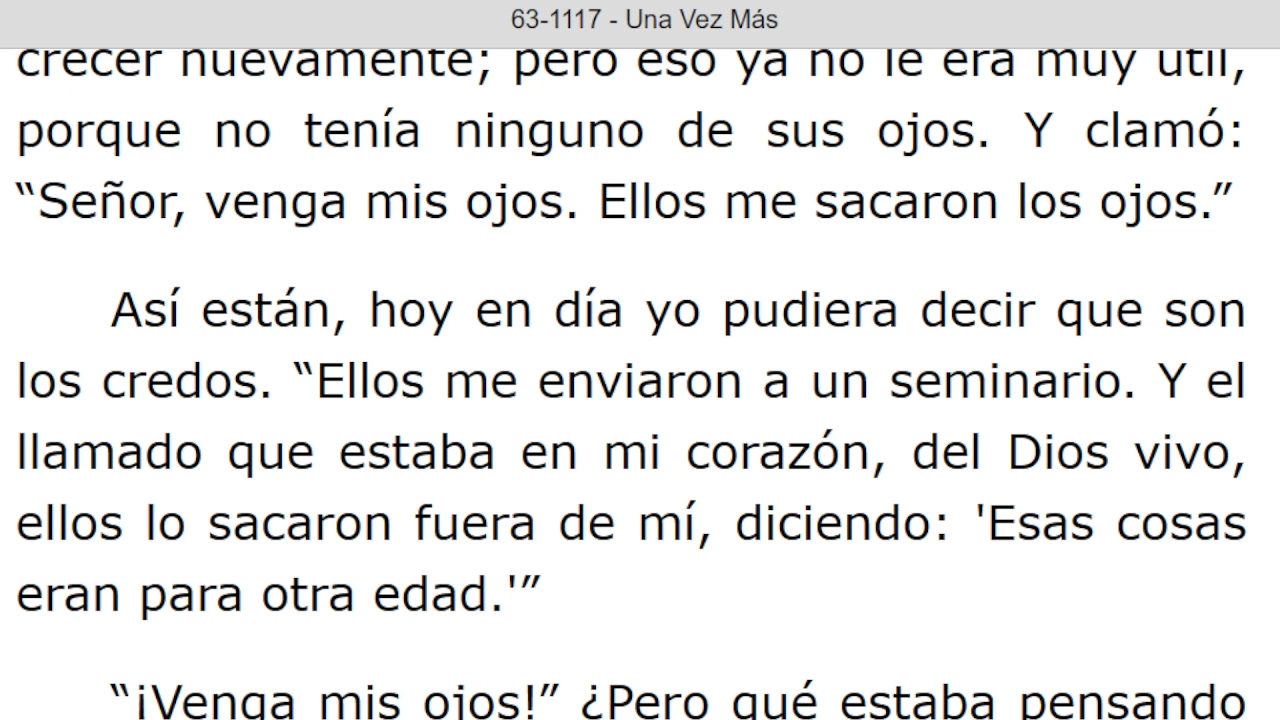 63-1117 - Una Vez Más
crecer nuevamente; pero eso ya no le era muy útil,
porque no tenía ninguno de sus ojos. Y clamó:
“Señor, venga mis ojos. Ellos me sacaron los ojos.”
Así están, hoy en día yo pudiera decir que son
los credos. “Ellos me enviaron a un seminario. Y el
llamado que estaba en mi corazón, del Dios vivo,
ellos lo sacaron fuera de mí, diciendo: 'Esas cosas
eran para otra edad.'”
“¡Venga mis ojos!” ¿Pero qué estaba pensando